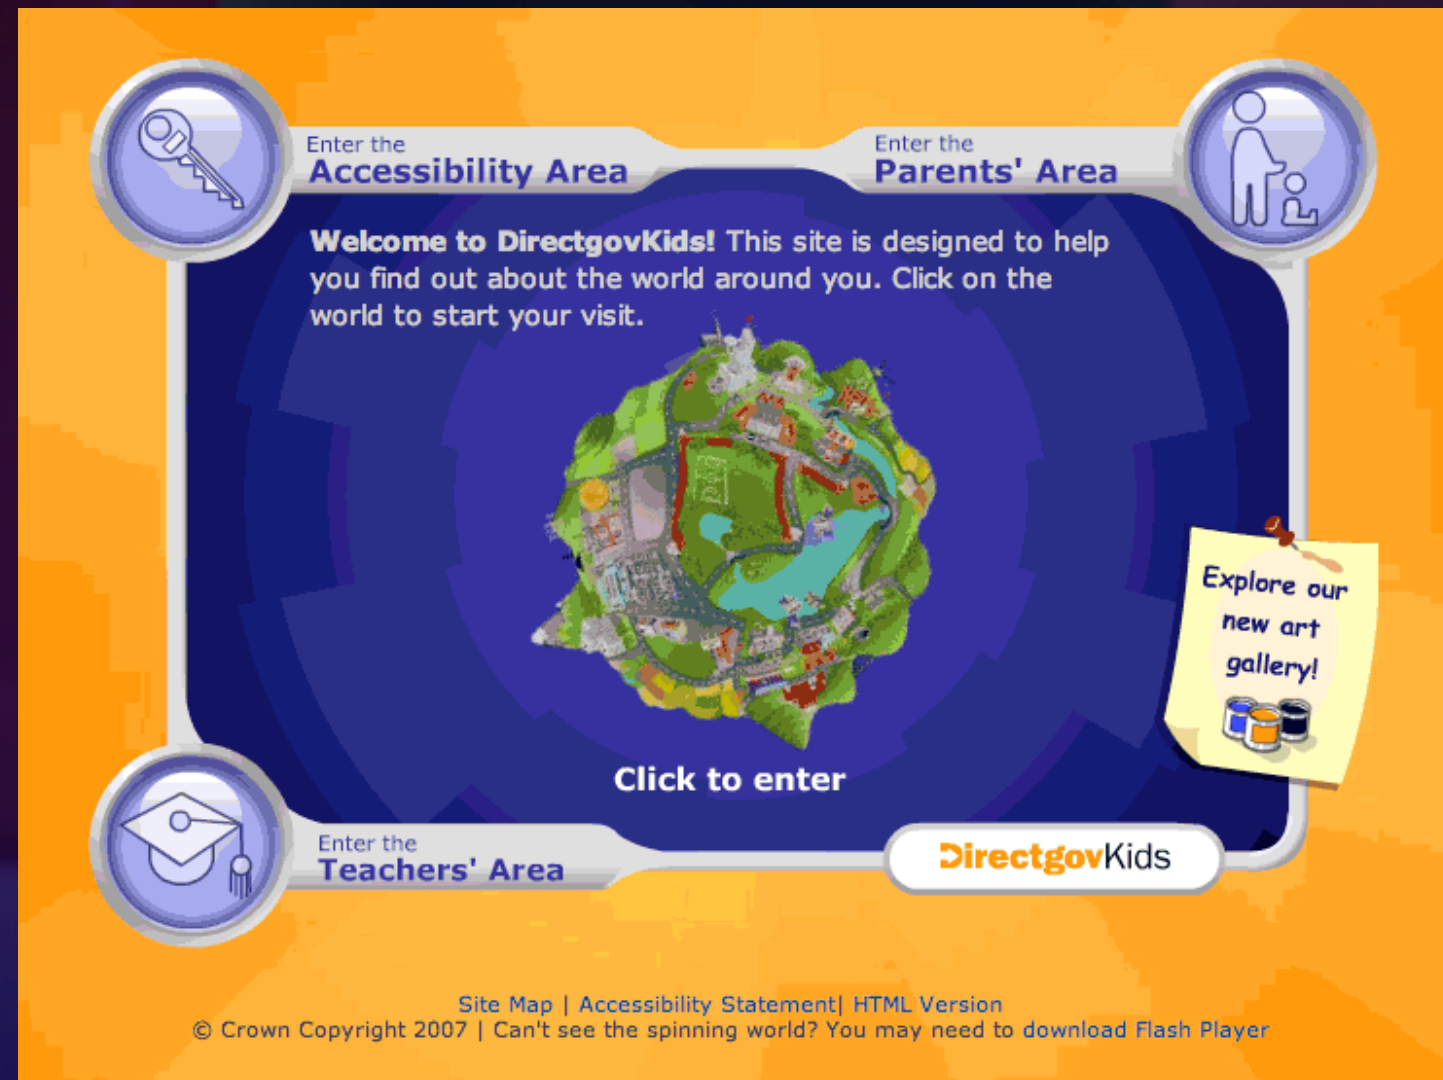 Enter the
Accessibility Area
Enter the
Parents' Area
Welcome to DirectgovKids! This site is designed to help
you find out about the world around you. Click on the
world to start your visit.
Explore our
new art
gallery!
Click to enter
Enter the
Teachers' Area
DirectgovKids
Site Map | Accessibility Statement| HTML Version
© Crown Copyright 2007 | Can't see the spinning world? You may need to download Flash Player